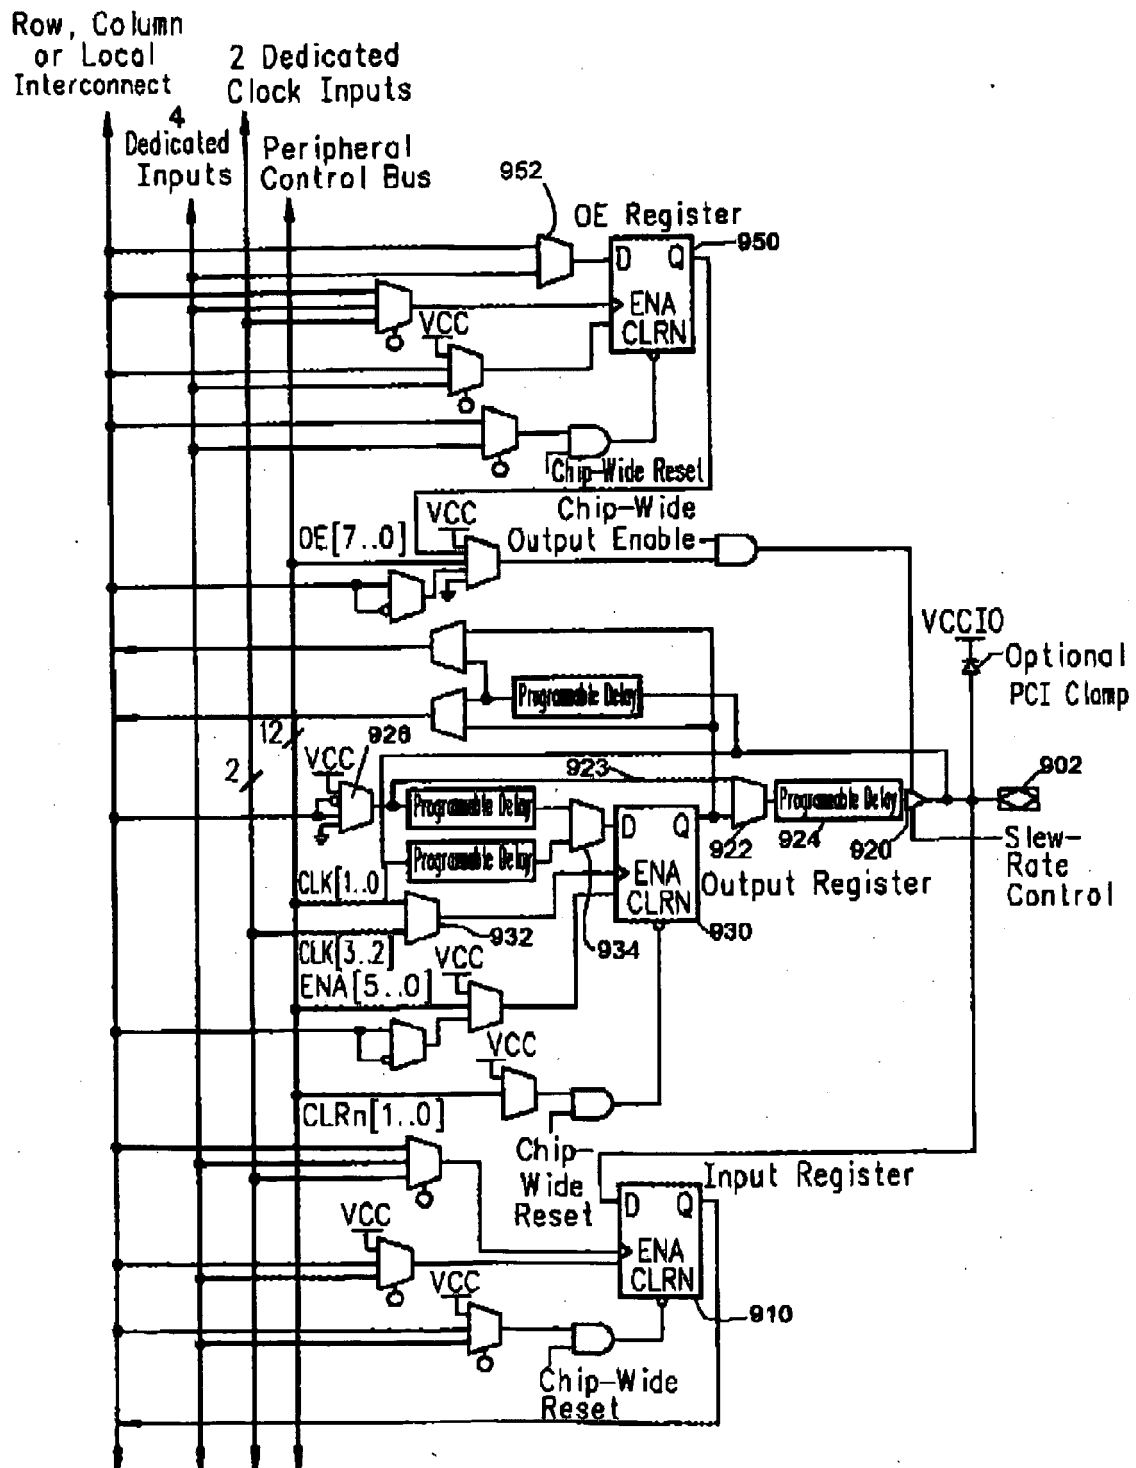 Row, Column
or Local
Interconnect
2 Dedicated
Clock Inputs
4
Dedicated
Inputs
Peripheral
Control Bus
952
OE Register
950
D Q
ENA
CLRN
VCC
Chip-Wide Reset
VCC
Chip-Wide
Output Enable
OE[7..0]
VCCIO
Optional
PCI Clamp
Programmable Delay
12
2
VCC
926
923
902
Programmable Delay
Programmable Delay
Programmable Delay
924
922
920
D Q
ENA
CLRN
Slew-
Rate
Control
Output Register
CLK[1..0]
CLK[3..2]
932
934
930
ENA[5..0]
VCC
VCC
CLRn[1..0]
Chip-
Wide
Reset
Input Register
D Q
ENA
CLRN
VCC
VCC
910
Chip-Wide
Reset